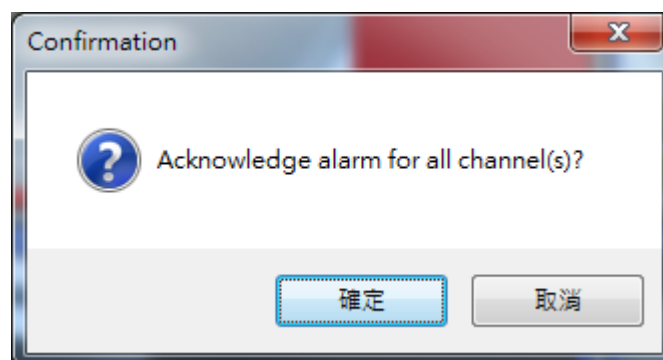 Confirmation
Acknowledge alarm for all channel(s)?
確定
取消